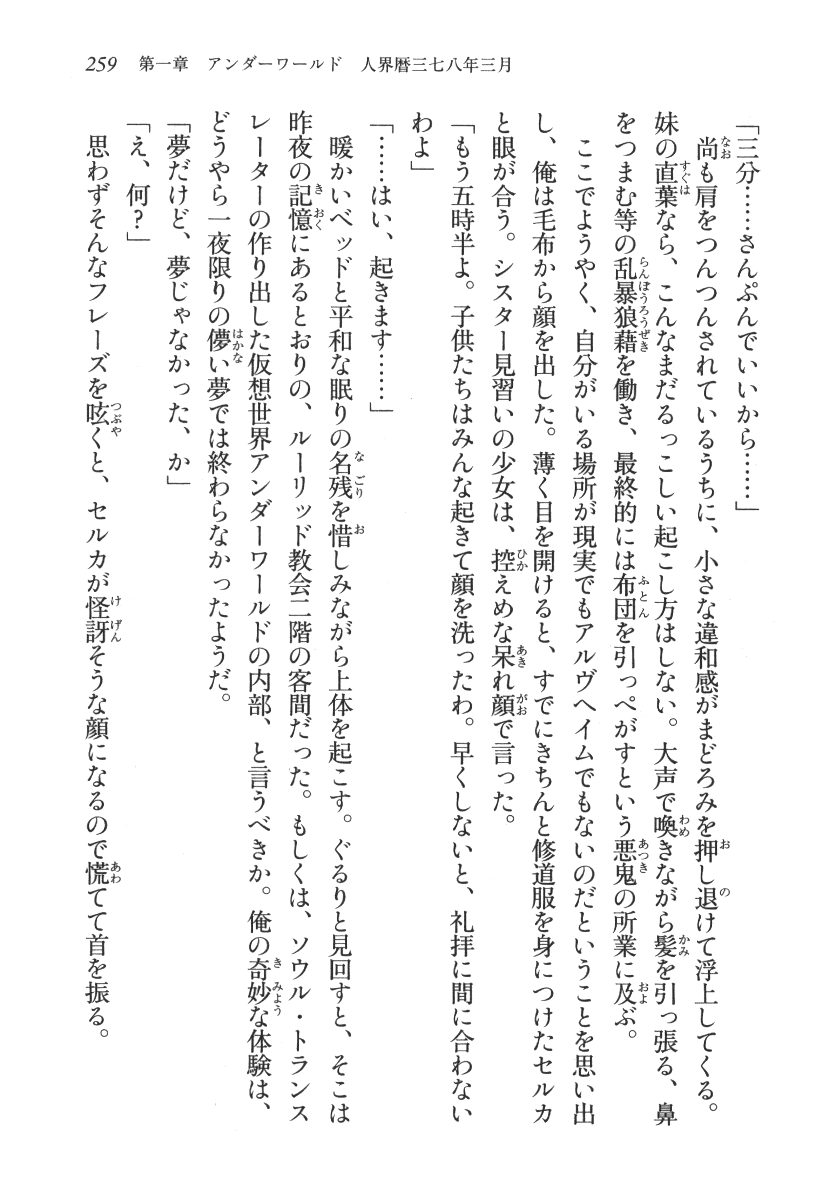 259　第一章　アンダーワールド　人界暦三七八年三月
「三分……さんぷんでいいから……」
　尚も肩をつんつんされているうちに、小さな違和感がまどろみを押し退けて浮上してくる。
妹の直葉なら、こんなまだるっこしい起こし方はしない。大声で喚きながら髪を引っ張る、鼻
をつまむ等の乱暴狼藉を働き、最終的には布団を引っぺがすという悪鬼の所業に及ぶ。
　ここでようやく、自分がいる場所が現実でもアルヴヘイムでもないのだということを思い出
し、俺は毛布から顔を出した。薄く目を開けると、すでにきちんと修道服を身につけたセルカ
と眼が合う。シスター見習いの少女は、控えめな呆れ顔で言った。
「もう五時半よ。子供たちはみんな起きて顔を洗ったわ。早くしないと、礼拝に間に合わない
わよ」
「……はい、起きます……」
　暖かいベッドと平和な眠りの名残を惜しみながら上体を起こす。ぐるりと見回すと、そこは
昨夜の記憶にあるとおりの、ルーリッド教会二階の客間だった。もしくは、ソウル・トランス
レーターの作り出した仮想世界アンダーワールドの内部、と言うべきか。俺の奇妙な体験は、
どうやら一夜限りの儚い夢では終わらなかったようだ。
「夢だけど、夢じゃなかった、か」
「え、何？」
　思わずそんなフレーズを呟くと、セルカが怪訝そうな顔になるので慌てて首を振る。